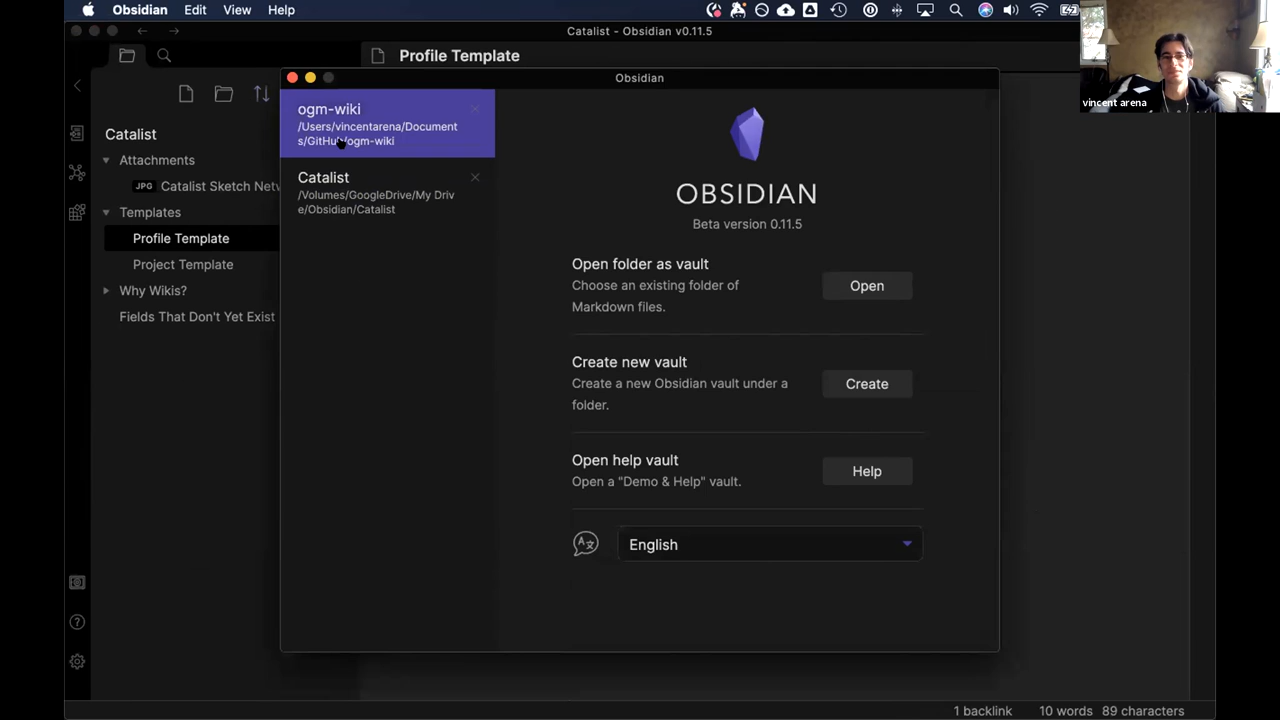 Obsidian Edit View Help
Catalist - Obsidian v0.11.5
Profile Template
Obsidian
vincent arena
Catalist
Attachments
JPG Catalist Sketch Netw
Templates
Profile Template
Project Template
Why Wikis?
Fields That Don't Yet Exist
ogm-wiki
/Users/vincentarena/Document
s/GitHub/ogm-wiki
Catalist
/Volumes/GoogleDrive/My Driv
e/Obsidian/Catalist
OBSIDIAN
Beta version 0.11.5
Open folder as vault
Choose an existing folder of
Markdown files.
Open
Create new vault
Create a new Obsidian vault under a
folder.
Create
Open help vault
Open a "Demo & Help" vault.
Help
English
1 backlink 10 words 89 characters